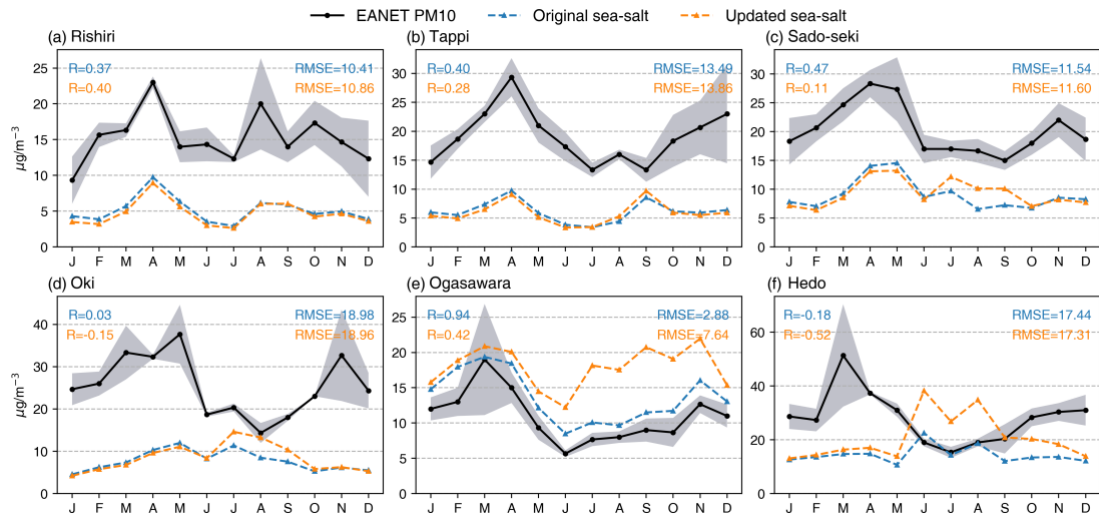 EANET PM10 Original sea-salt Updated sea-salt
(a) Rishiri (b) Tappi (c) Sado-seki
R=0.37 RMSE=10.41 R=0.40 RMSE=13.49 R=0.47 RMSE=11.54
R=0.40 RMSE=10.86 R=0.28 RMSE=13.86 R=0.11 RMSE=11.60
25 30 30
20 25 25
15 20 20
10 15 15
5 10 10
0 5 5
0 0
μg/m⁻³
J F M A M J J A S O N D J F M A M J J A S O N D J F M A M J J A S O N D
(d) Oki (e) Ogasawara (f) Hedo
R=0.03 RMSE=18.98 R=0.94 RMSE=2.88 R=-0.18 RMSE=17.44
R=-0.15 RMSE=18.96 R=0.42 RMSE=7.64 R=-0.52 RMSE=17.31
40 25 60
30 20 40
20 15 20
10 10 0
0 5
0
μg/m⁻³
J F M A M J J A S O N D J F M A M J J A S O N D J F M A M J J A S O N D